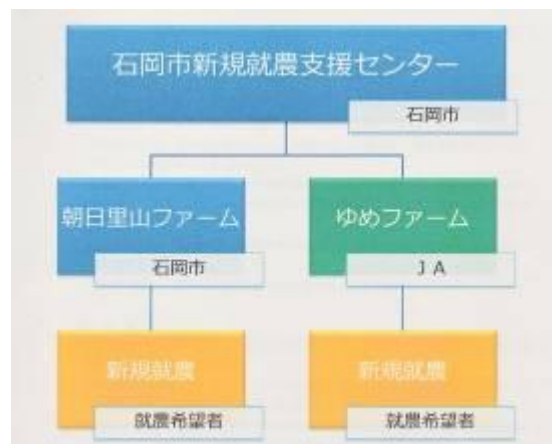 石岡市新規就農支援センター
石岡市
朝日里山ファーム
石岡市
ゆめファーム
JA
新規就農
就農希望者
新規就農
就農希望者